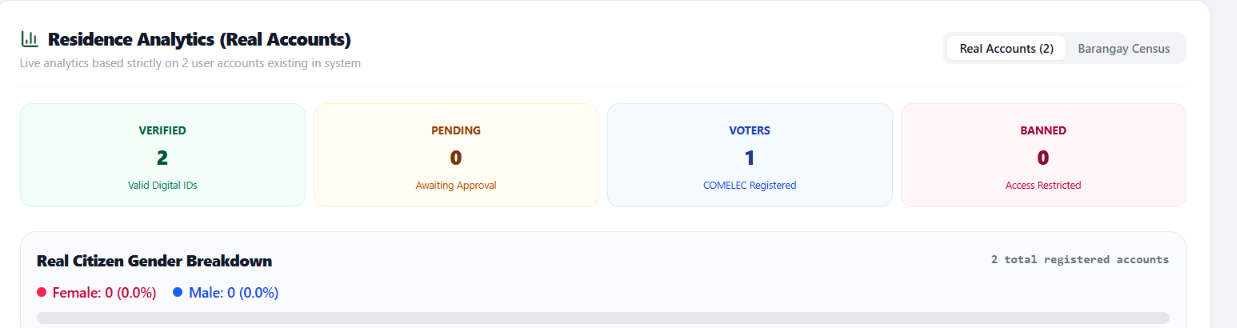 Residence Analytics (Real Accounts)
Live analytics based strictly on 2 user accounts existing in system
Real Accounts (2)
Barangay Census
VERIFIED
2
Valid Digital IDs
PENDING
0
Awaiting Approval
VOTERS
1
COMELEC Registered
BANNED
0
Access Restricted
Real Citizen Gender Breakdown
2 total registered accounts
Female: 0 (0.0%)
Male: 0 (0.0%)